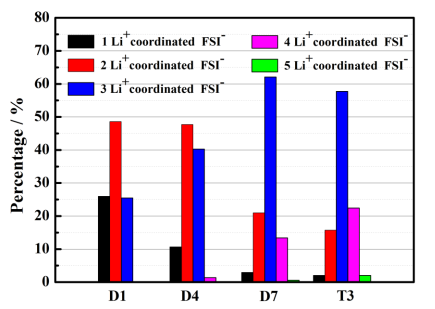 80
70
60
50
40
30
20
10
0
Percentage / %
1 Li⁺coordinated FSI⁻
2 Li⁺coordinated FSI⁻
3 Li⁺coordinated FSI⁻
4 Li⁺coordinated FSI⁻
5 Li⁺coordinated FSI⁻
D1 D4 D7 T3